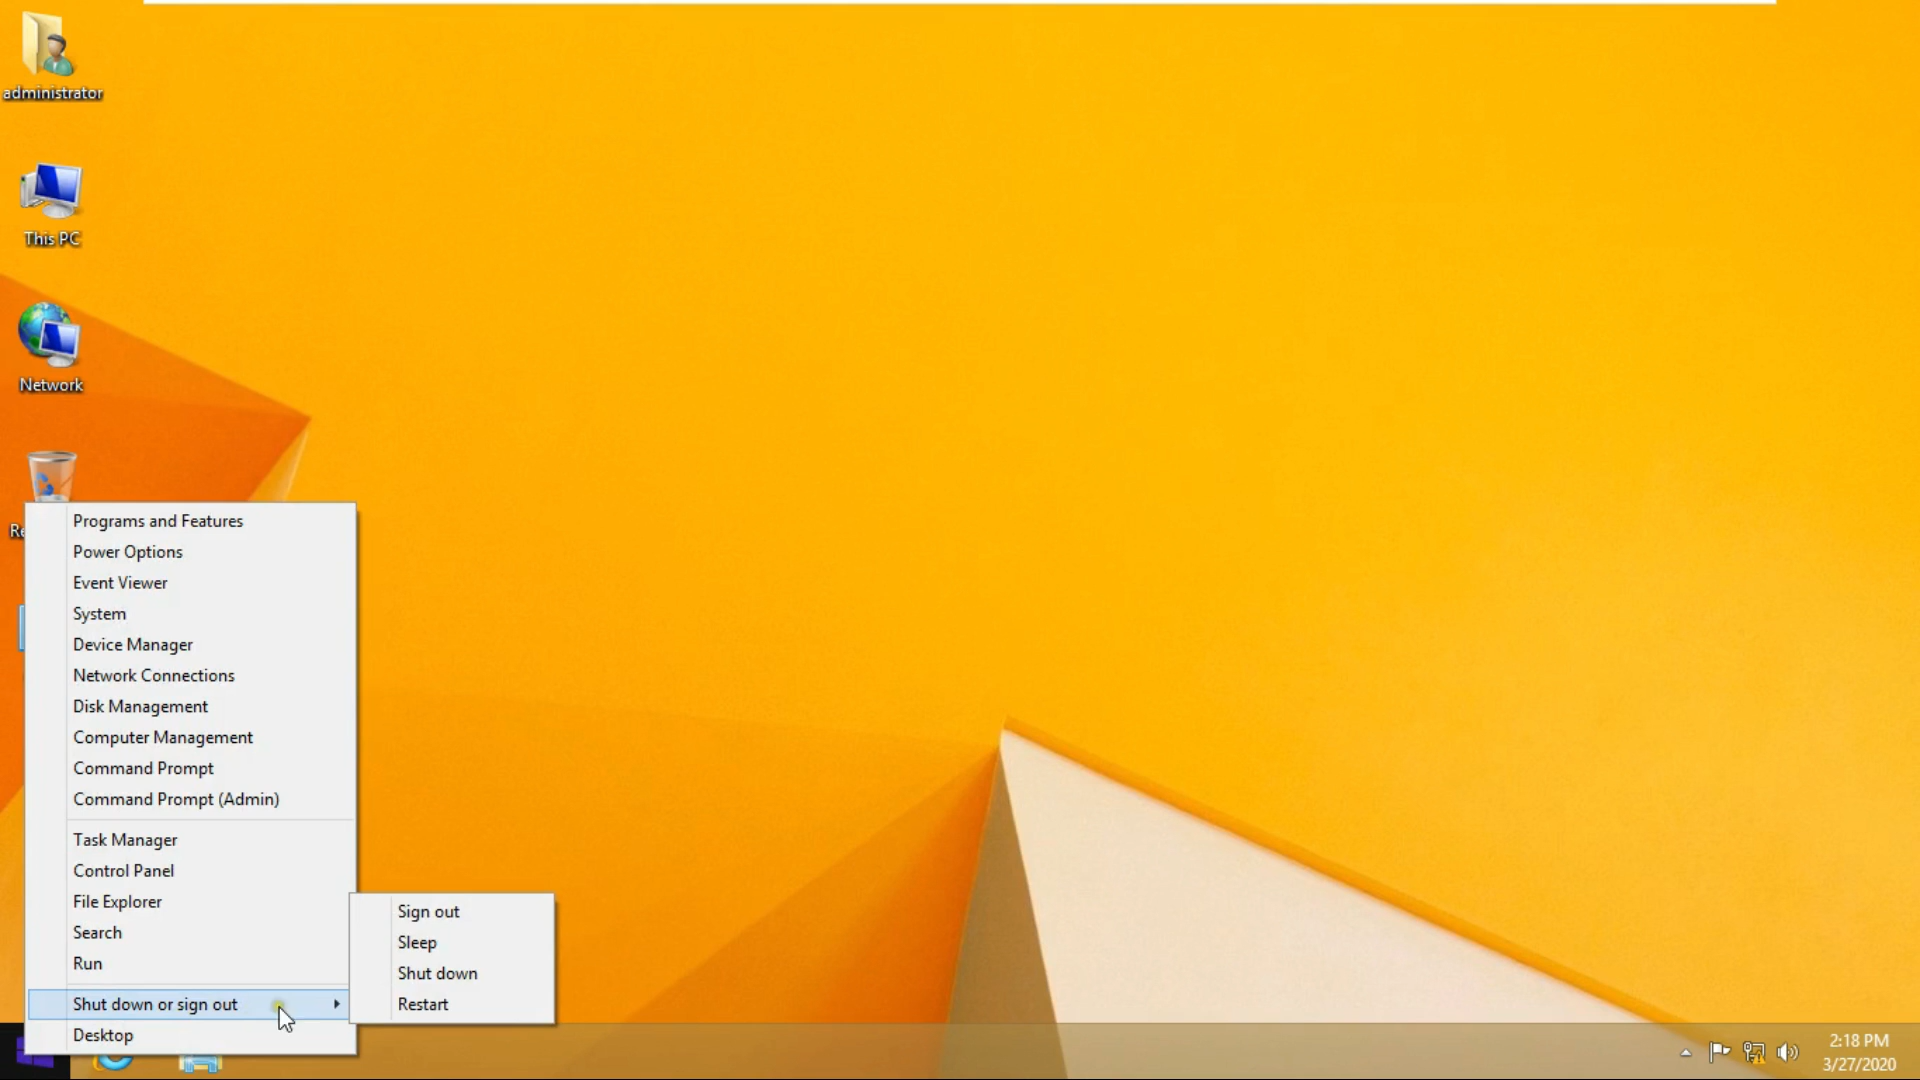 administrator
This PC
Network
Programs and Features
Power Options
Event Viewer
System
Device Manager
Network Connections
Disk Management
Computer Management
Command Prompt
Command Prompt (Admin)
Task Manager
Control Panel
File Explorer
Search
Run
Shut down or sign out
Desktop
Sign out
Sleep
Shut down
Restart
2:18 PM
3/27/2020